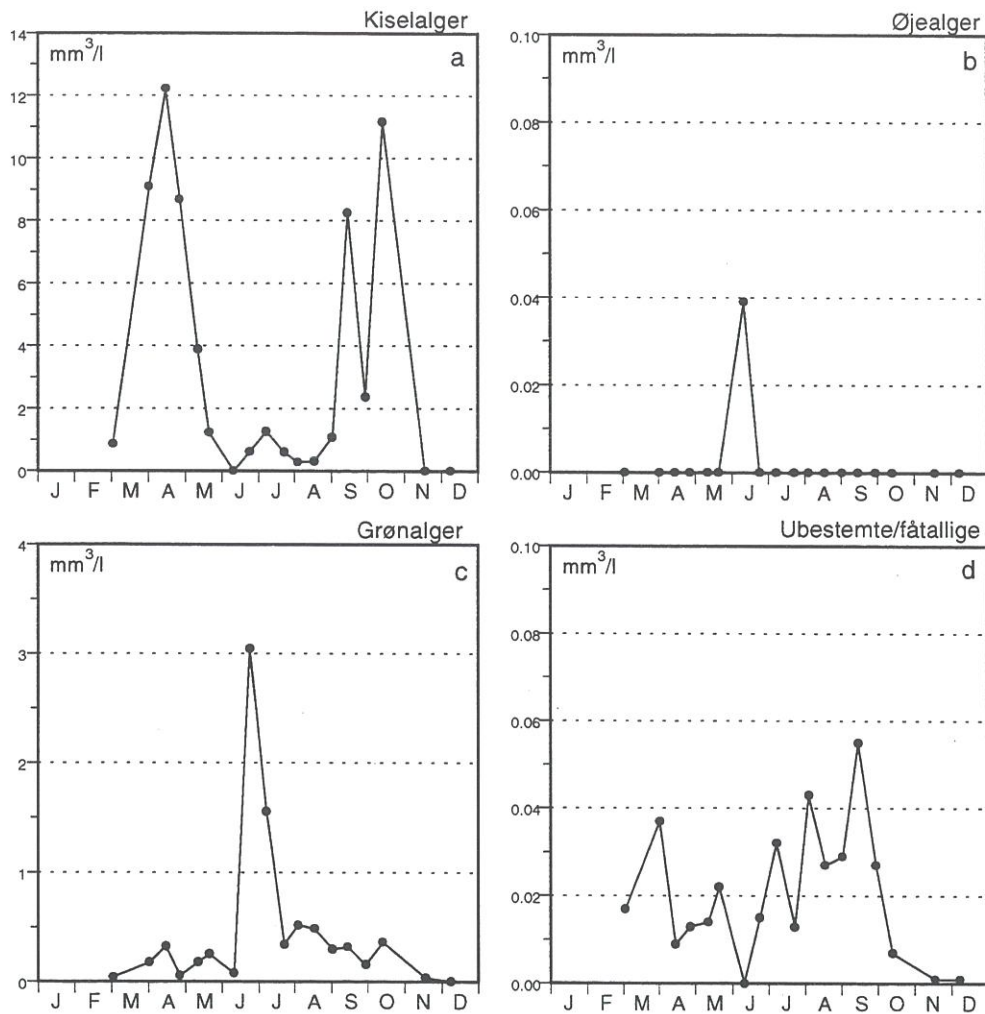 Kiselalger
mm³/l
a
14
12
10
8
6
4
2
0
J F M A M J J A S O N D
Øjealger
mm³/l
b
0.10
0.08
0.06
0.04
0.02
0.00
J F M A M J J A S O N D
Grønalger
mm³/l
c
4
3
2
1
0
J F M A M J J A S O N D
Ubestemte/fåtallige
mm³/l
d
0.10
0.08
0.06
0.04
0.02
0.00
J F M A M J J A S O N D